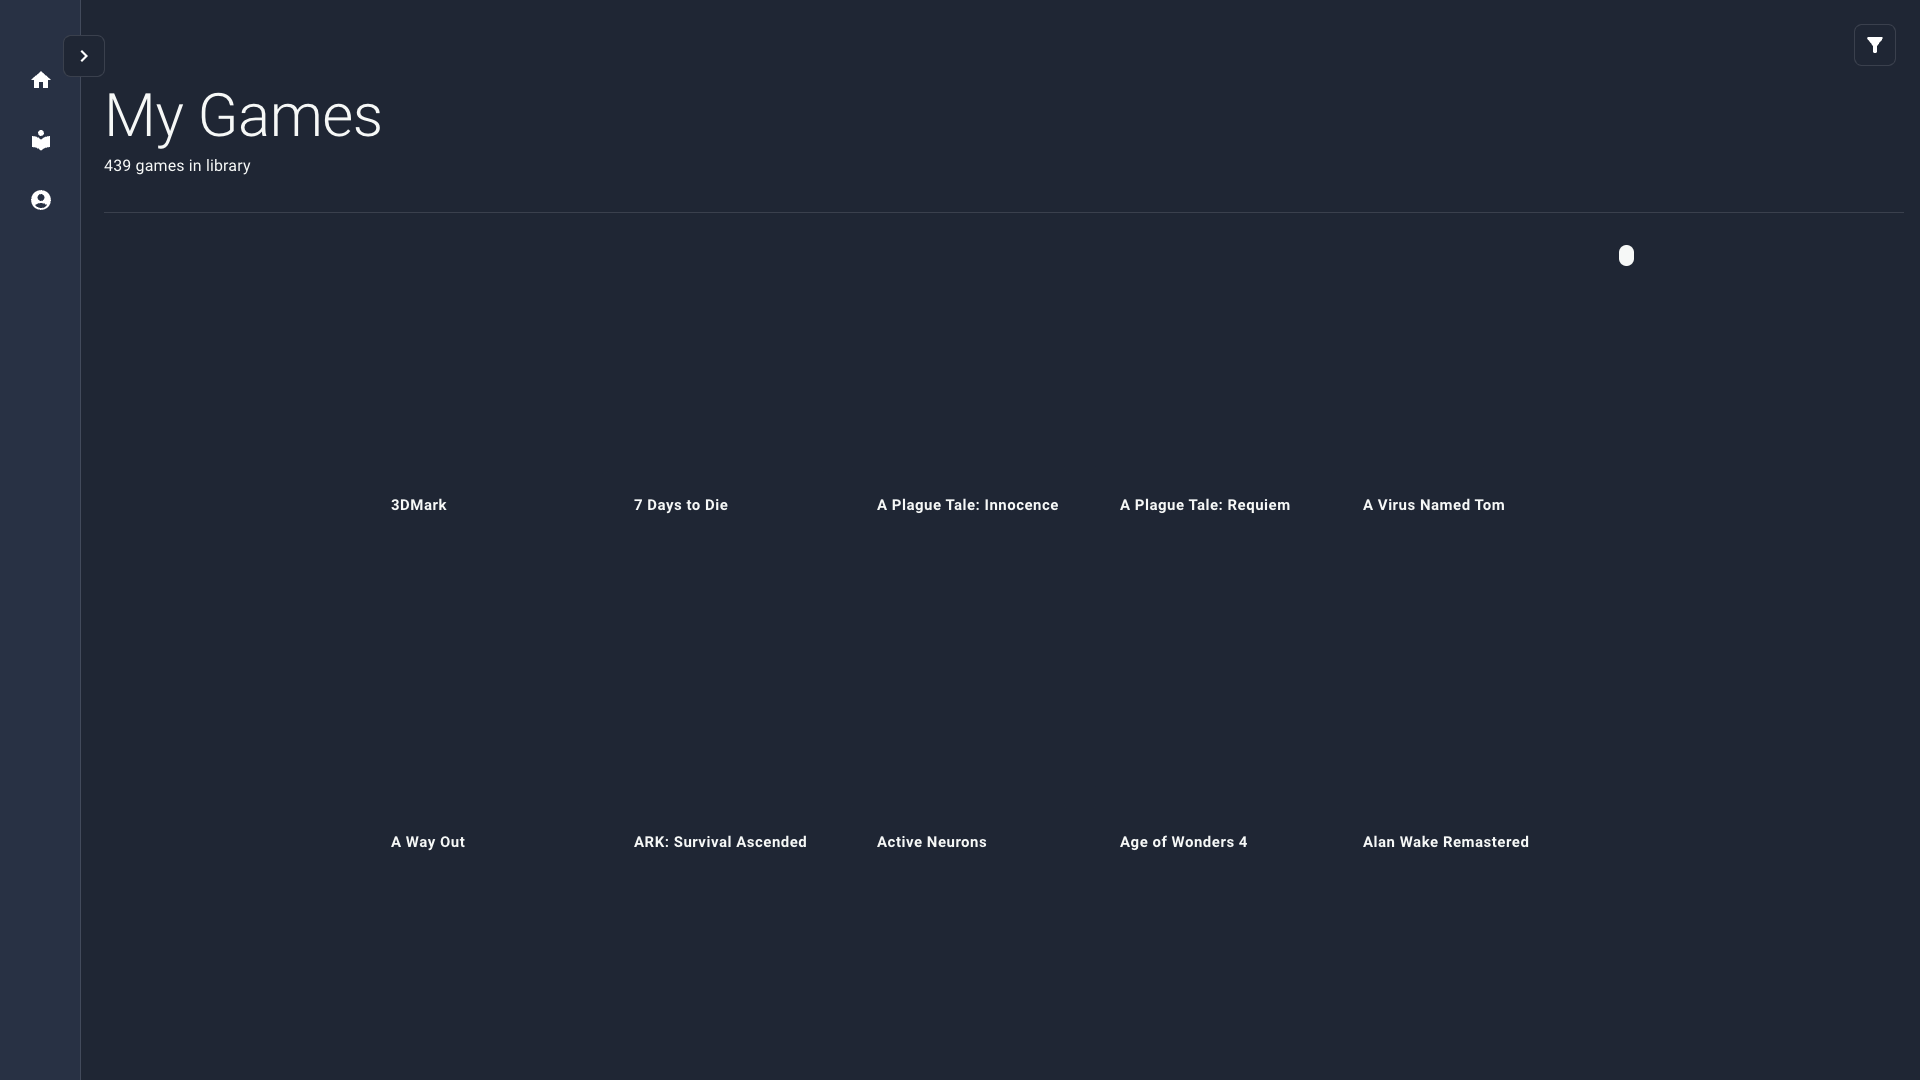 My Games
439 games in library
3DMark
7 Days to Die
A Plague Tale: Innocence
A Plague Tale: Requiem
A Virus Named Tom
A Way Out
ARK: Survival Ascended
Active Neurons
Age of Wonders 4
Alan Wake Remastered